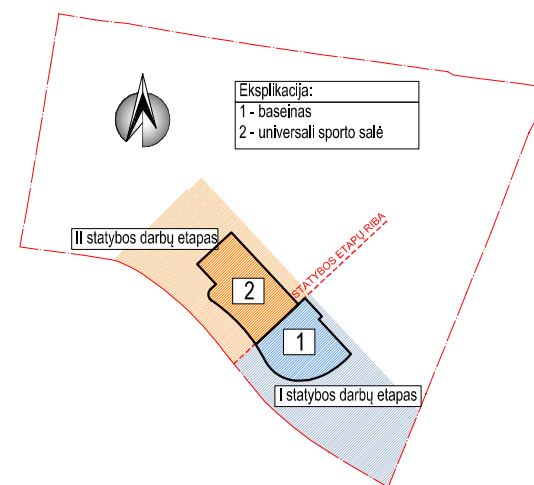 Eksplikacija:
1 - baseinas
2 - universali sporto salė
II statybos darbų etapas
STATYBOS ETAPŲ RIBA
2
1
I statybos darbų etapas